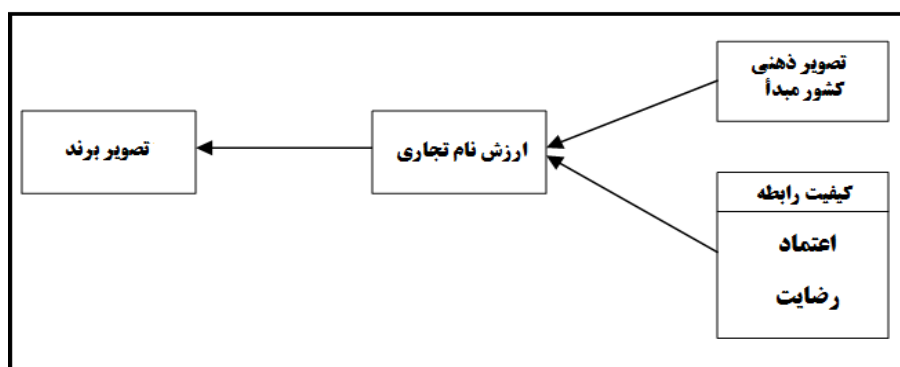 تصویر ذهنی
کشور مبدأ
ارزش نام تجاری
تصویر برند
کیفیت رابطه
اعتماد
رضایت